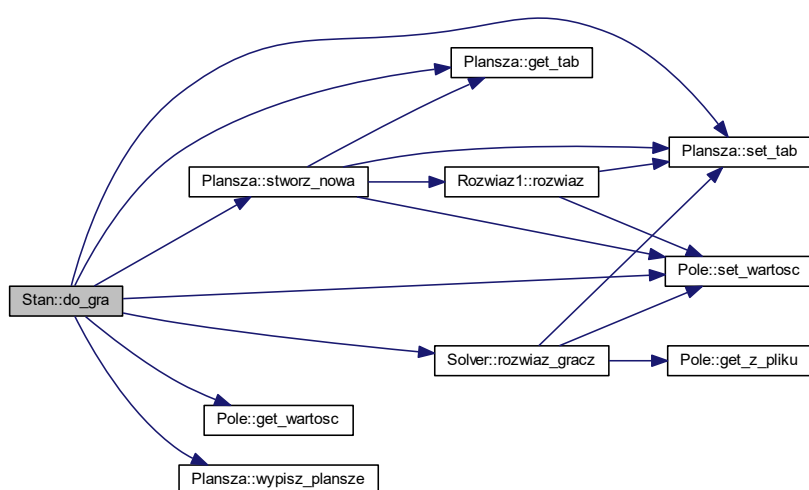 Plansza::get_tab
Plansza::set_tab
Plansza::stworz_nowa
Rozwiaz1::rozwiaz
Pole::set_wartosc
Stan::do_gra
Solver::rozwiaz_gracz
Pole::get_z_pliku
Pole::get_wartosc
Plansza::wypisz_plansze